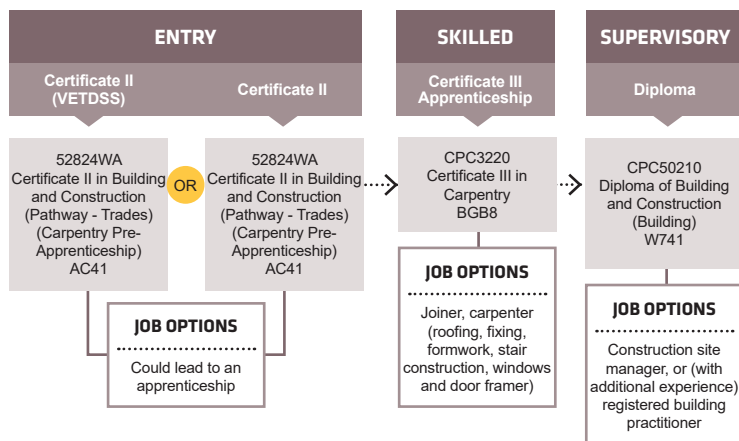 ENTRY
Certificate II
(VETDSS)
Certificate II
52824WA
Certificate II in Building
and Construction
(Pathway - Trades)
(Carpentry Pre-
Apprenticeship)
AC41
OR
52824WA
Certificate II in Building
and Construction
(Pathway - Trades)
(Carpentry Pre-
Apprenticeship)
AC41
JOB OPTIONS
Could lead to an
apprenticeship
SKILLED
Certificate III
Apprenticeship
CPC3220
Certificate III in
Carpentry
BGB8
JOB OPTIONS
Joiner, carpenter
(roofing, fixing,
formwork, stair
construction, windows
and door framer)
SUPERVISORY
Diploma
CPC50210
Diploma of Building
and Construction
(Building)
W741
JOB OPTIONS
Construction site
manager, or (with
additional experience)
registered building
practitioner